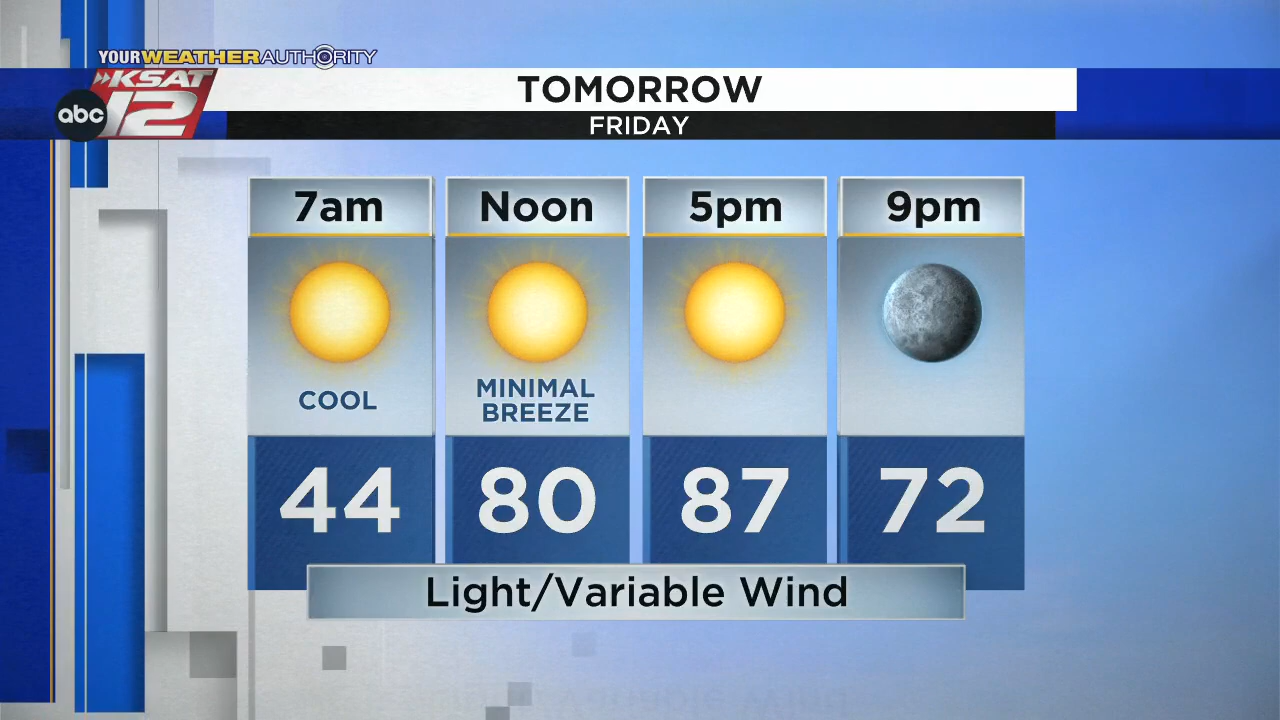 YOURWEATHERAUTHORITY
KSAT
abc 12
TOMORROW
FRIDAY
7am Noon 5pm 9pm
COOL
MINIMAL
BREEZE
44 80 87 72
Light/Variable Wind